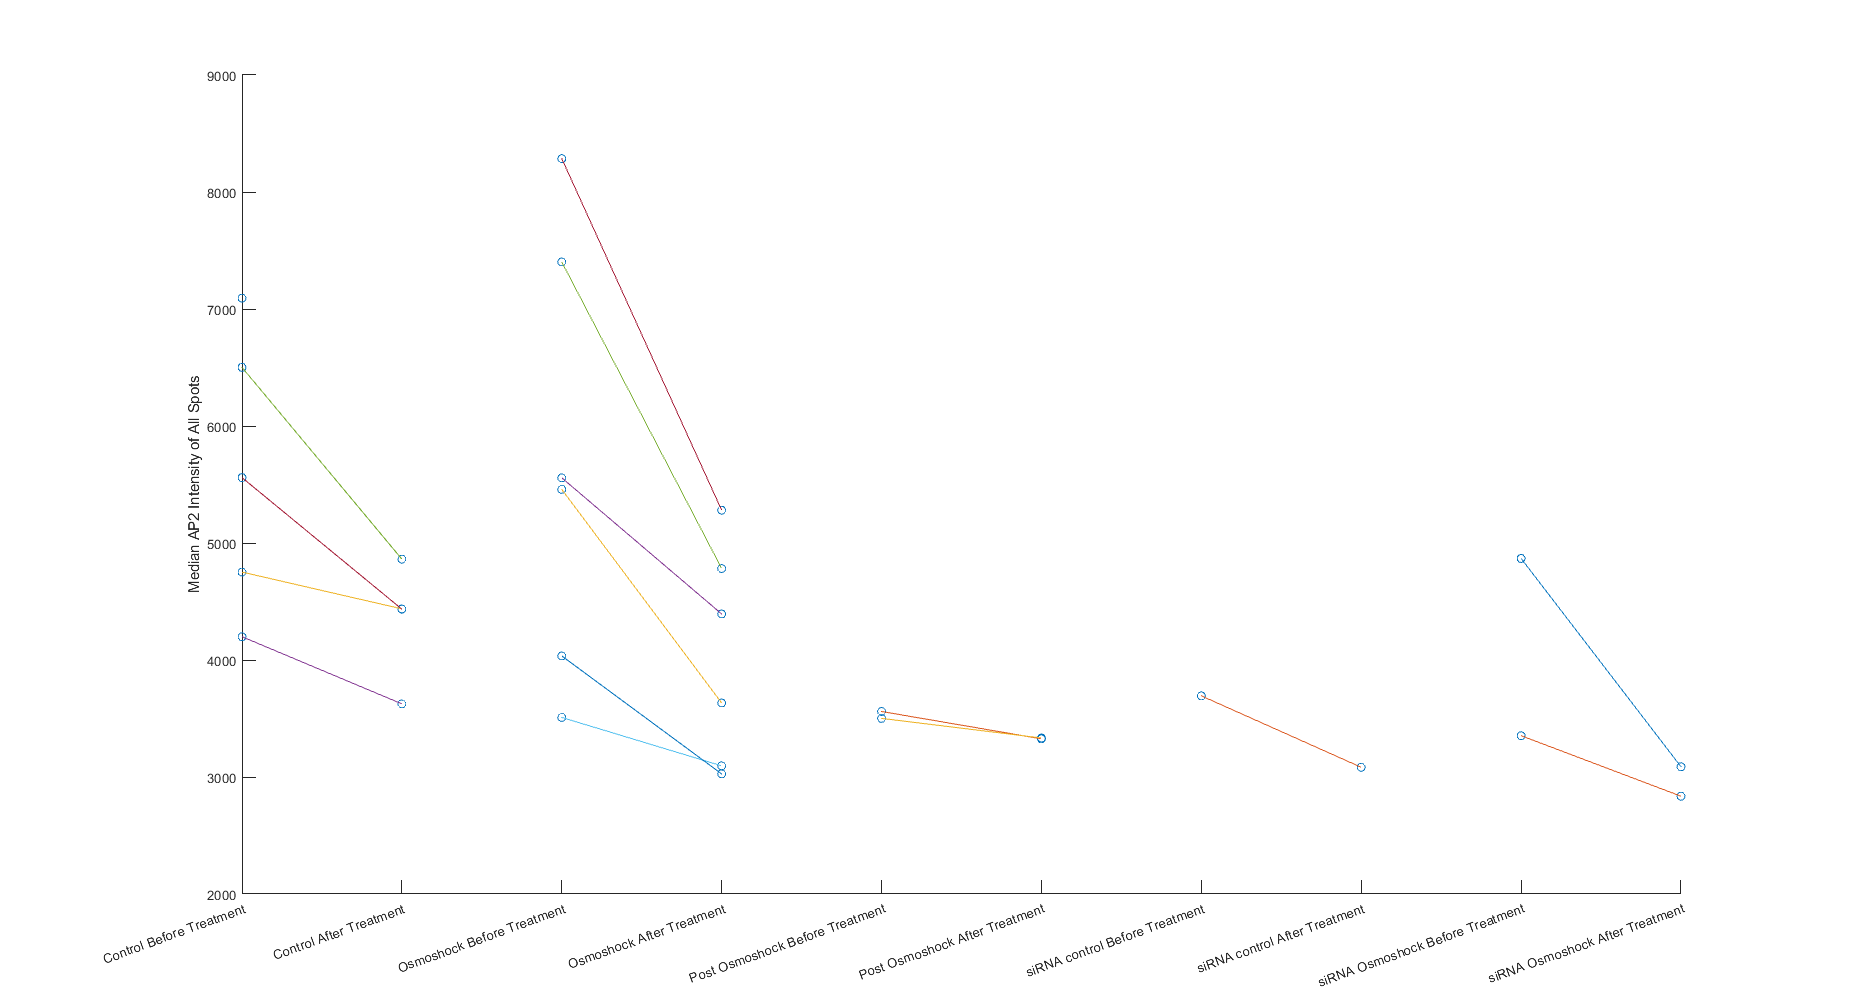 9000
8000
7000
6000
5000
4000
3000
2000
Median AP2 Intensity of All Spots
Control Before Treatment
Control After Treatment
Osmoshock Before Treatment
Osmoshock After Treatment
Post Osmoshock Before Treatment
Post Osmoshock After Treatment
siRNA control Before Treatment
siRNA control After Treatment
siRNA Osmoshock Before Treatment
siRNA Osmoshock After Treatment